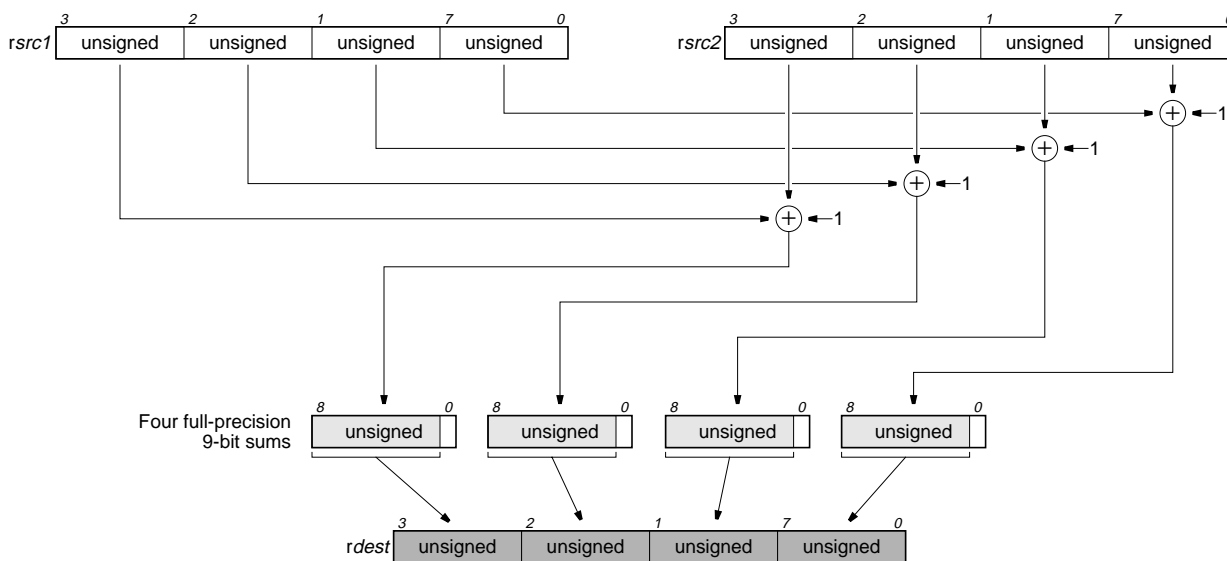 3 2 1 7 0
rsrc1 unsigned unsigned unsigned unsigned
3 2 1 7
rsrc2 unsigned unsigned unsigned unsigned
+ 1
+ 1
+ 1
+ 1
8 0 8 0 8 0 8 0
Four full-precision
9-bit sums
unsigned unsigned unsigned unsigned
3 2 1 7 0
rdest unsigned unsigned unsigned unsigned